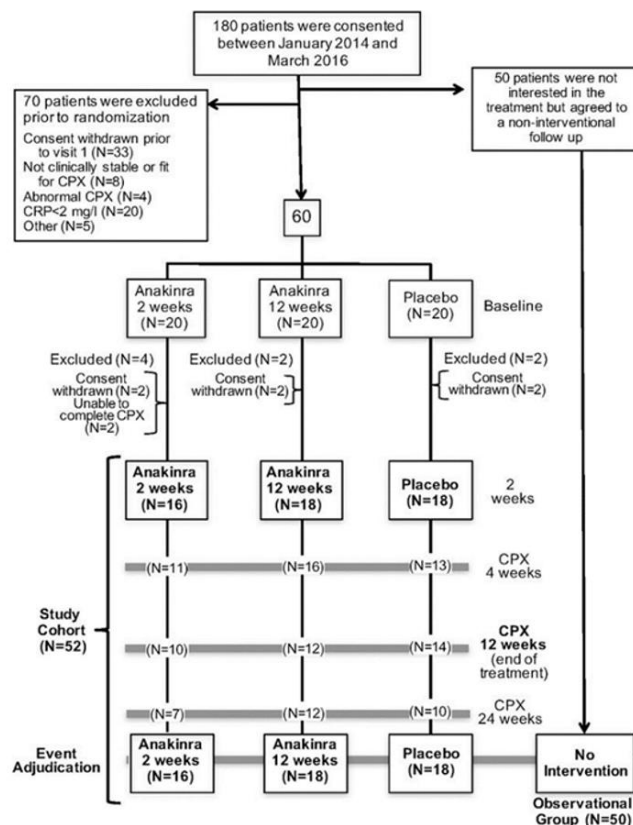 180 patients were consented
between January 2014 and
March 2016
50 patients were not
interested in the
treatment but agreed to
a non-interventional
follow up
70 patients were excluded
prior to randomization
Consent withdrawn prior
to visit 1 (N=33)
Not clinically stable or fit
for CPX (N=8)
Abnormal CPX (N=4)
CRP<2 mg/l (N=20)
Other (N=5)
60
Anakinra
2 weeks
(N=20)
Anakinra
12 weeks
(N=20)
Placebo
(N=20)
Baseline
Excluded (N=4)
Consent
withdrawn (N=2)
Unable to
complete CPX
(N=2)
Excluded (N=2)
Consent
withdrawn (N=2)
Excluded (N=2)
Consent
withdrawn (N=2)
Anakinra
2 weeks
(N=16)
Anakinra
12 weeks
(N=18)
Placebo
(N=18)
2
weeks
(N=11)
(N=16)
(N=13)
CPX
4 weeks
Study
Cohort
(N=52)
(N=10)
(N=12)
(N=14)
CPX
12 weeks
(end of
treatment)
(N=7)
(N=12)
(N=10)
CPX
24 weeks
Event
Adjudication
Anakinra
2 weeks
(N=16)
Anakinra
12 weeks
(N=18)
Placebo
(N=18)
No
Intervention
Observational
Group (N=50)